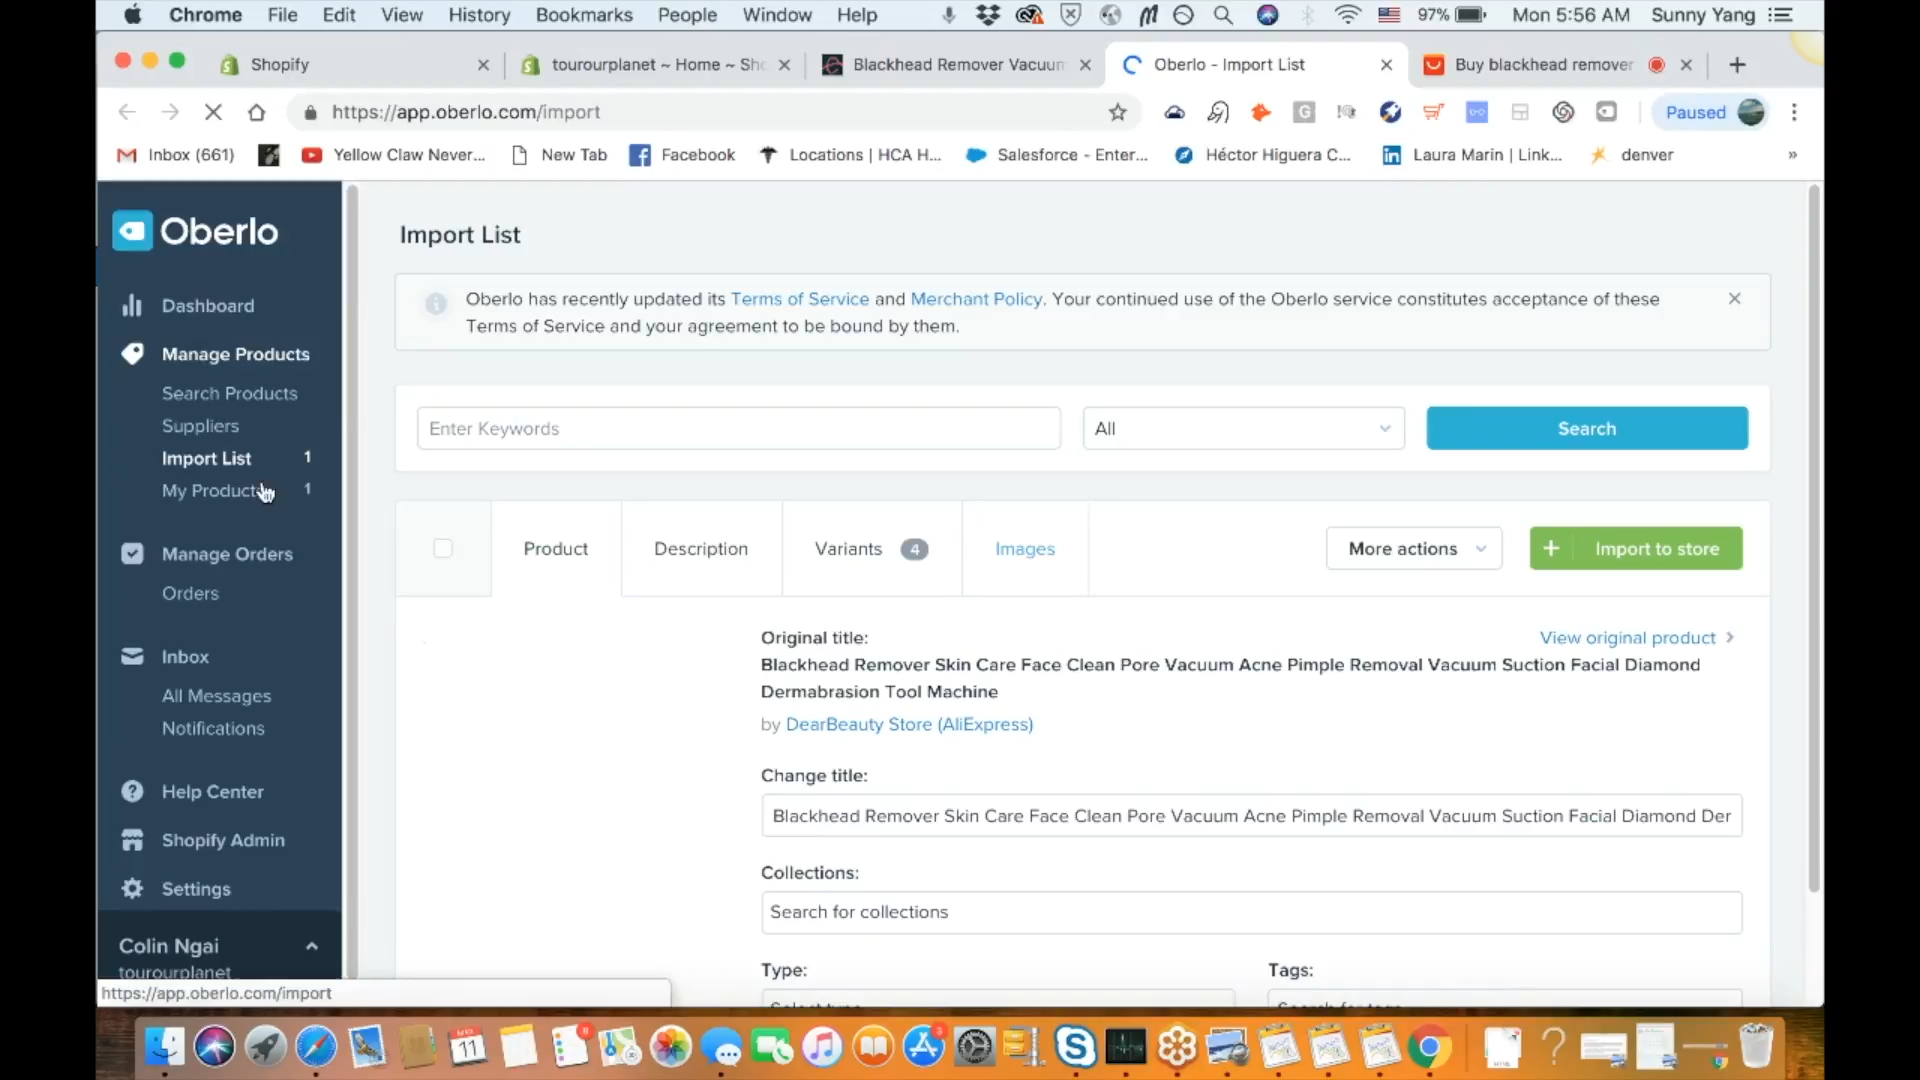 Chrome File Edit View History Bookmarks People Window Help 97% Mon 5:56 AM Sunny Yang
Shopify
tourourplanet ~ Home ~ Sh
Blackhead Remover Vacuum
Oberlo - Import List
Buy blackhead remover
https://app.oberlo.com/import
Paused
Inbox (661)
Yellow Claw Never...
New Tab
Facebook
Locations | HCA H...
Salesforce - Enter...
Héctor Higuera C...
Laura Marin | Link...
denver
»
Oberlo
Dashboard
Manage Products
Search Products
Suppliers
Import List 1
My Product 1
Manage Orders
Orders
Inbox
All Messages
Notifications
Help Center
Shopify Admin
Settings
Colin Ngai
tourourplanet
https://app.oberlo.com/import
Import List
Oberlo has recently updated its Terms of Service and Merchant Policy. Your continued use of the Oberlo service constitutes acceptance of these
Terms of Service and your agreement to be bound by them.
Enter Keywords
All
Search
Product
Description
Variants 4
Images
More actions
+ Import to store
Original title:
View original product
Blackhead Remover Skin Care Face Clean Pore Vacuum Acne Pimple Removal Vacuum Suction Facial Diamond
Dermabrasion Tool Machine
by DearBeauty Store (AliExpress)
Change title:
Blackhead Remover Skin Care Face Clean Pore Vacuum Acne Pimple Removal Vacuum Suction Facial Diamond Der
Collections:
Search for collections
Type:
Tags:
Select type
Search for tags
11